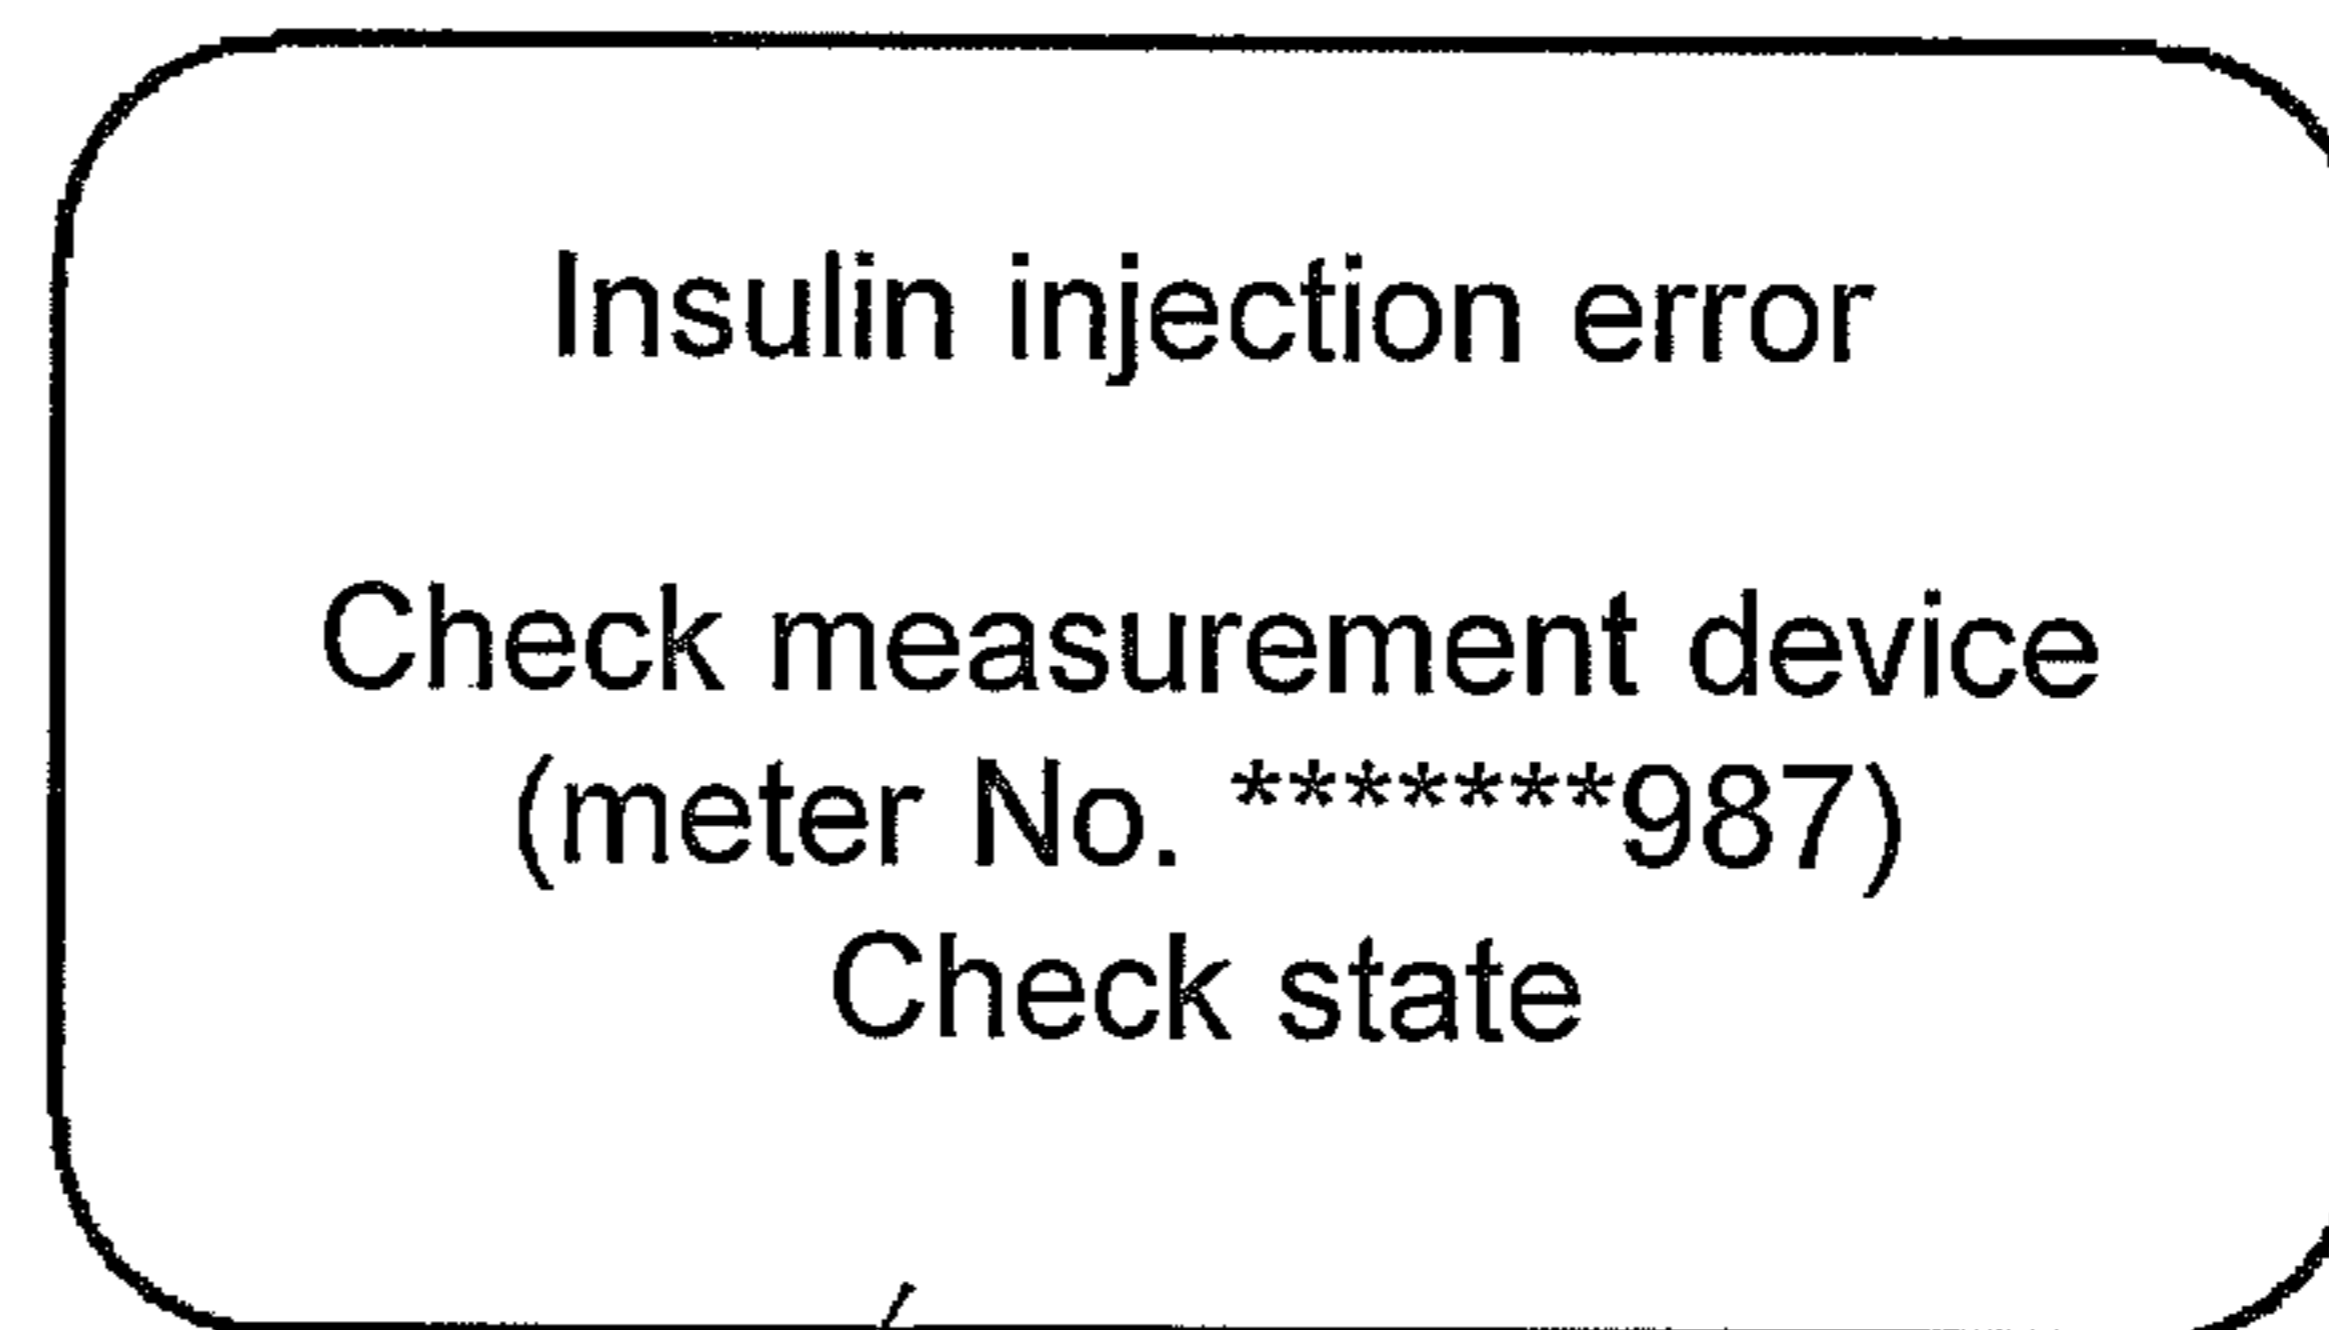 Insulin injection error
Check measurement device
(meter No. *******987)
Check state